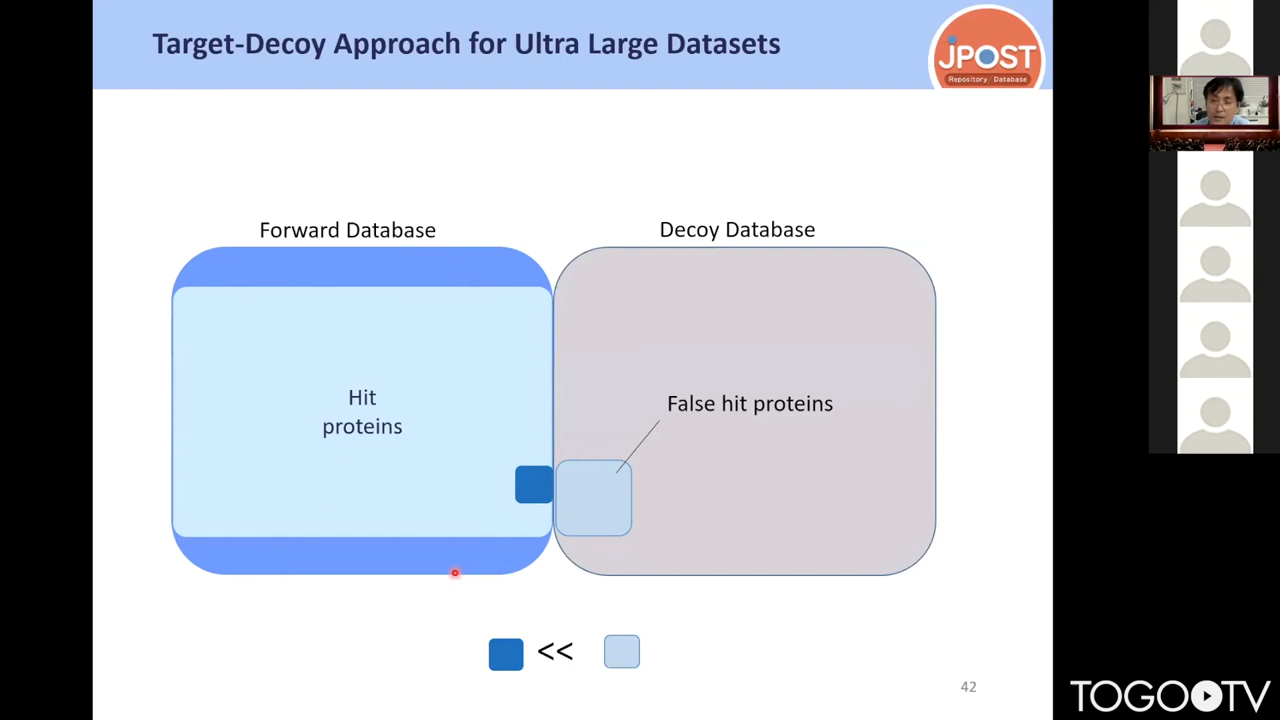 Target-Decoy Approach for Ultra Large Datasets
jPOST
Repository / Database
Forward Database
Decoy Database
Hit
proteins
False hit proteins
<<
42
TOGO TV